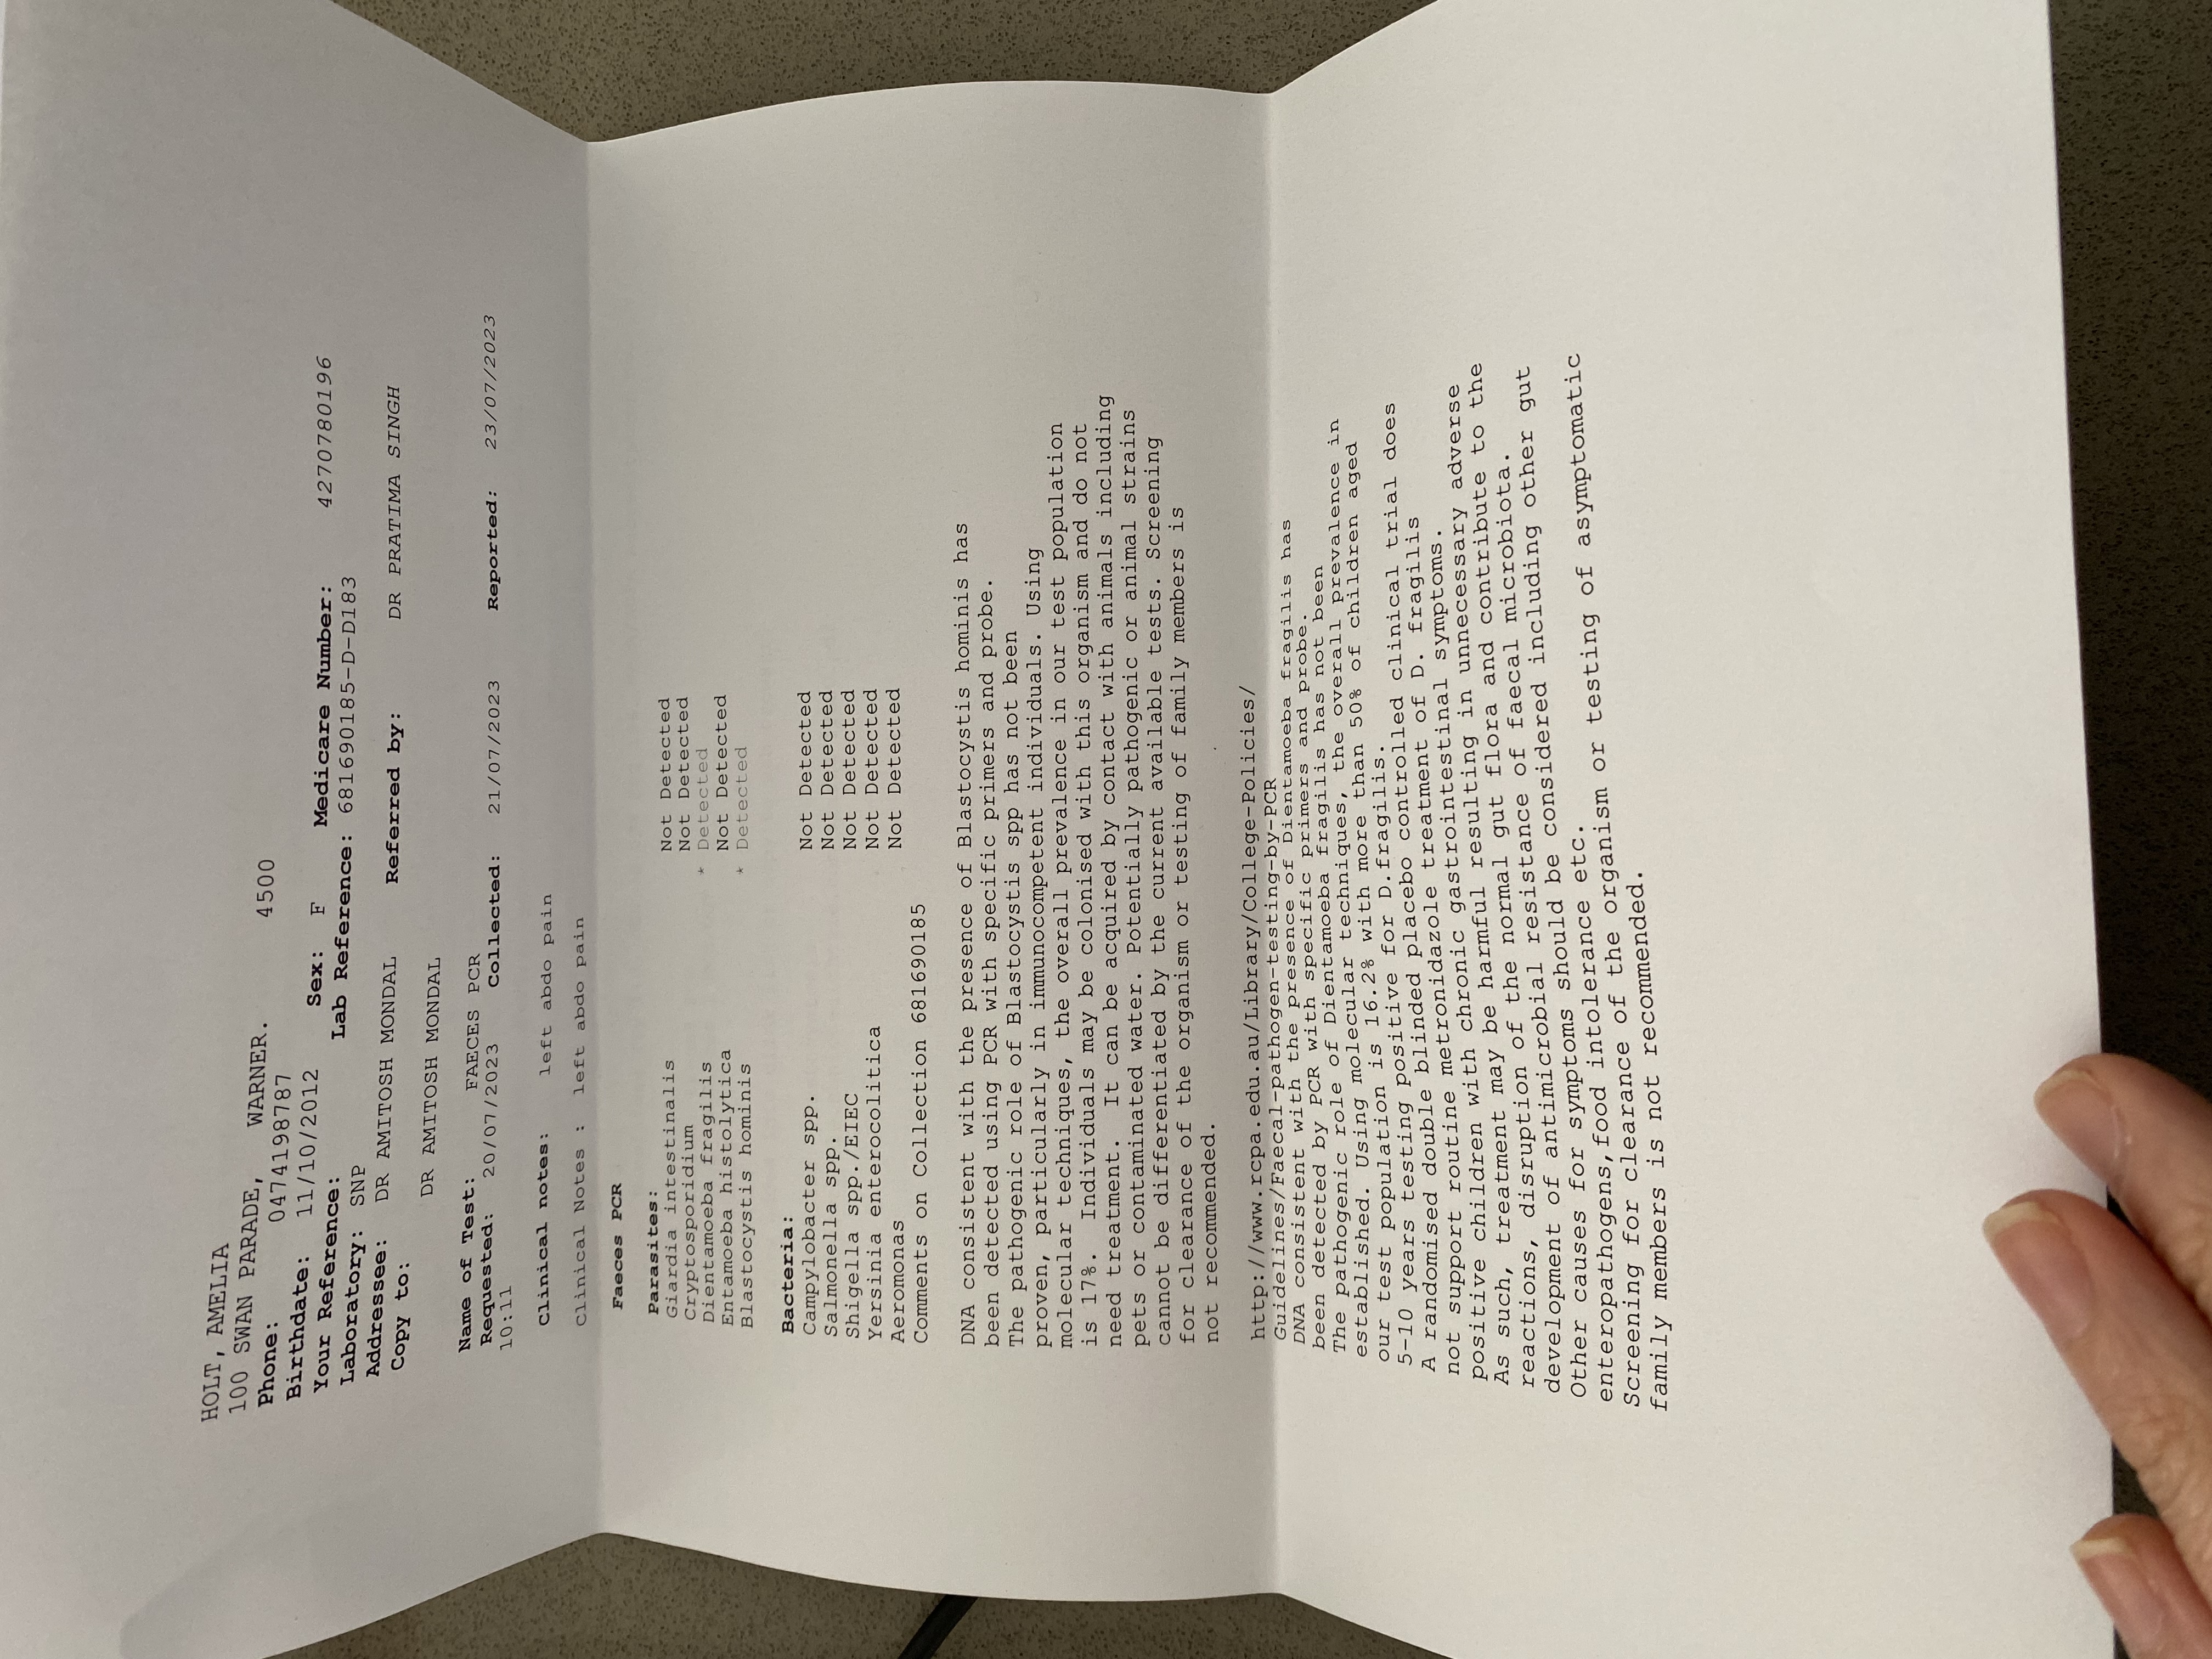 HOLT, AMELIA
100 SWAN PARADE, WARNER. 4500
Phone: 0474198787
Birthdate: 11/10/2012 Sex: F Medicare Number: 4270780196
Your Reference: Lab Reference: 681690185-D-D183
Laboratory: SNP
Addressee: DR AMITOSH MONDAL Referred by: DR PRATIMA SINGH
Copy to:
DR AMITOSH MONDAL
Name of Test: FAECES PCR
Requested: 20/07/2023 Collected: 21/07/2023 Reported: 23/07/2023
10:11
Clinical notes: left abdo pain
Clinical Notes : left abdo pain
Faeces PCR
Parasites:
Giardia intestinalis Not Detected
Cryptosporidium Not Detected
Dientamoeba fragilis * Detected
Entamoeba histolytica Not Detected
Blastocystis hominis * Detected
Bacteria:
Campylobacter spp. Not Detected
Salmonella spp. Not Detected
Shigella spp./EIEC Not Detected
Yersinia enterocolitica Not Detected
Aeromonas Not Detected
Comments on Collection 681690185
DNA consistent with the presence of Blastocystis hominis has
been detected using PCR with specific primers and probe.
The pathogenic role of Blastocystis spp has not been
proven, particularly in immunocompetent individuals. Using
molecular techniques, the overall prevalence in our test population
is 17%. Individuals may be colonised with this organism and do not
need treatment. It can be acquired by contact with animals including
pets or contaminated water. Potentially pathogenic or animal strains
cannot be differentiated by the current available tests. Screening
for clearance of the organism or testing of family members is
not recommended.
http://www.rcpa.edu.au/Library/College-Policies/
Guidelines/Faecal-pathogen-testing-by-PCR
DNA consistent with the presence of Dientamoeba fragilis has
been detected by PCR with specific primers and probe.
The pathogenic role of Dientamoeba fragilis has not been
established. Using molecular techniques, the overall prevalence in
our test population is 16.2% with more than 50% of children aged
5-10 years testing positive for D.fragilis.
A randomised double blinded placebo controlled clinical trial does
not support routine metronidazole treatment of D. fragilis
positive children with chronic gastrointestinal symptoms.
As such, treatment may be harmful resulting in unnecessary adverse
reactions, disruption of the normal gut flora and contribute to the
development of antimicrobial resistance of faecal microbiota.
Other causes for symptoms should be considered including other gut
enteropathogens,food intolerance etc.
Screening for clearance of the organism or testing of asymptomatic
family members is not recommended.